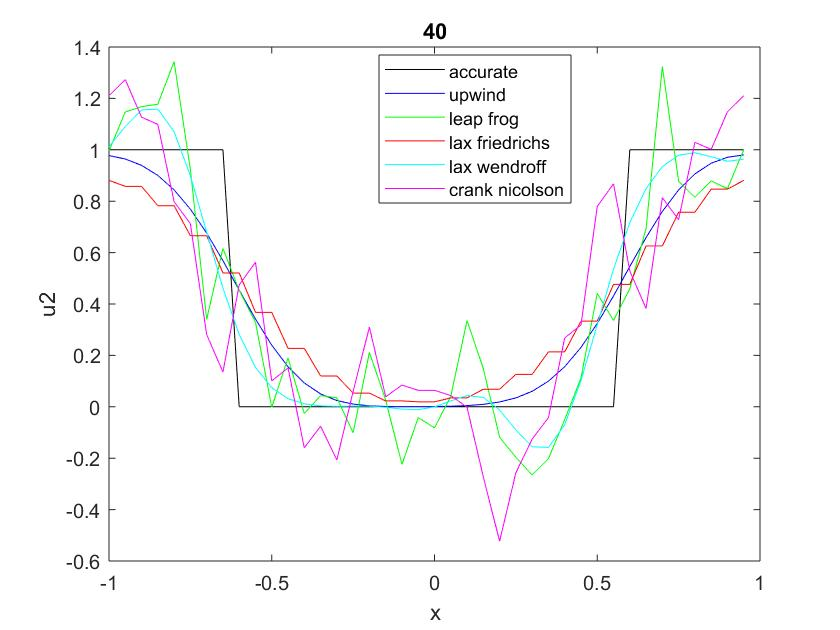 40
accurate
upwind
leap frog
lax friedrichs
lax wendroff
crank nicolson
1.4
1.2
1
0.8
0.6
0.4
0.2
0
-0.2
-0.4
-0.6
u2
-1 -0.5 0 0.5 1
x